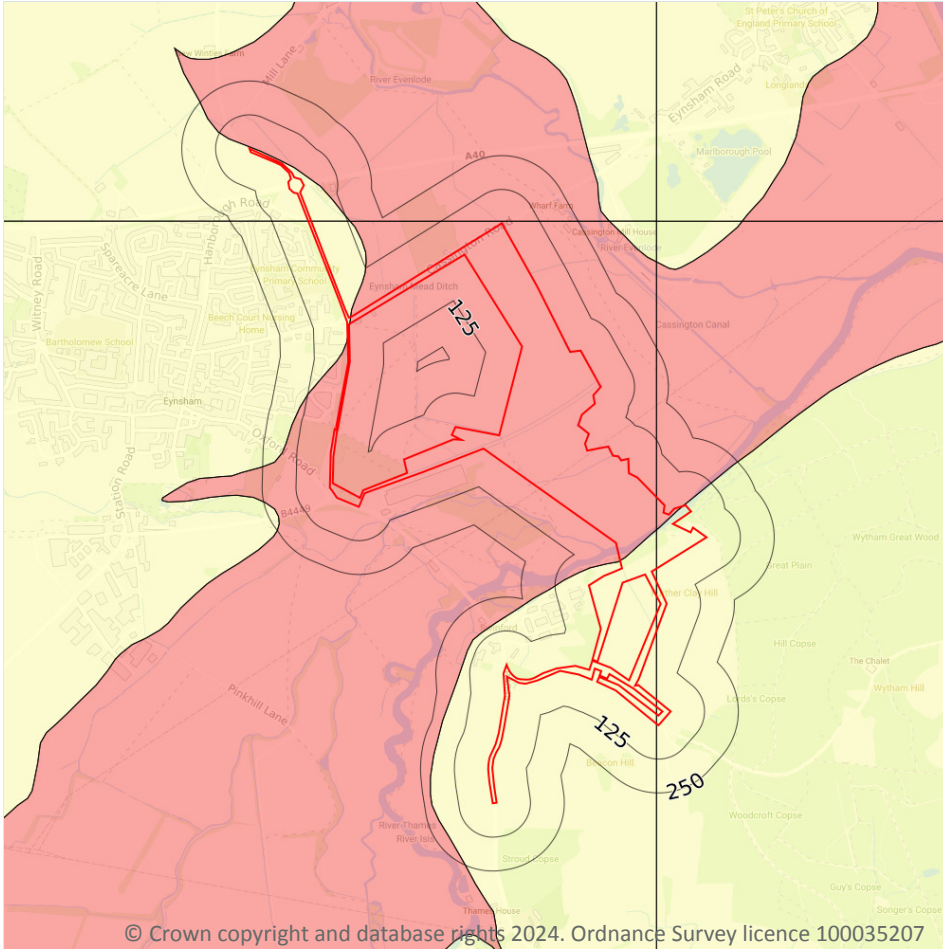 St Peter's Church of
England Primary School
New Wintles Farm
Mill Lane
River Evenlode
Eynsham Road
Longland
Marlborough Pool
A40
Hanborough Road
Wharf Farm
Cassington Mill House
River Evenlode
Cassington Road
Witney Road
Spareacre Lane
Eynsham Community
Primary School
Eynsham Mead Ditch
125
Beech Court Nursing
Home
Cassington Canal
Bartholomew School
Eynsham
Oxford Road
Station Road
B4449
Wytham Great Wood
Great Plain
Hill Copse
The Chalet
Wytham Hill
Lord's Copse
Pinkhill Lane
125
Beacon Hill
250
Woodcroft Copse
River Thames
River Isis
Stroud Copse
Guy's Copse
Songer's Copse
Thames House
© Crown copyright and database rights 2024. Ordnance Survey licence 100035207